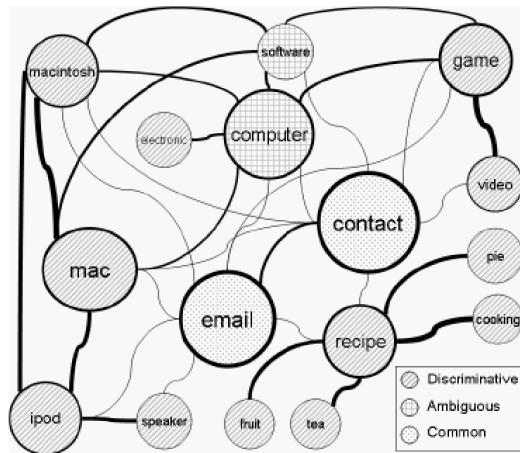 software
macintosh
game
electronic
computer
video
contact
pie
mac
email
recipe
cooking
ipod
speaker
fruit
tea
Discriminative
Ambiguous
Common